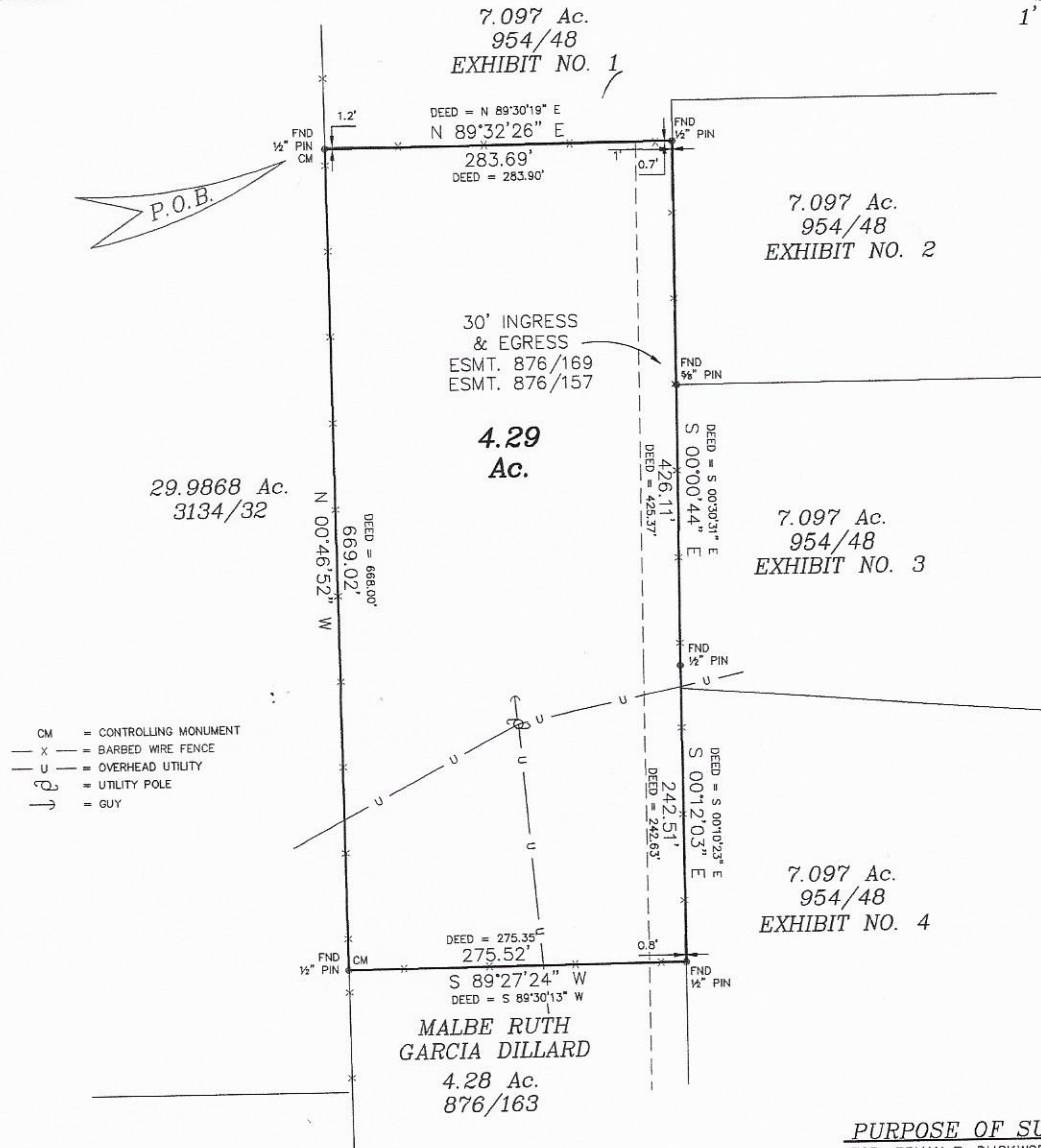 7.097 Ac.
954/48
EXHIBIT NO. 1
1'
DEED = N 89°30'19" E
N 89°32'26" E
283.69'
DEED = 283.90'
1.2'
FND
½" PIN
CM
P.O.B.
FND
½" PIN
1'
0.7'
7.097 Ac.
954/48
EXHIBIT NO. 2
30' INGRESS
& EGRESS
ESMT. 876/169
ESMT. 876/157
FND
⅝" PIN
4.29
Ac.
29.9868 Ac.
3134/32
DEED = 668.00'
669.02'
N 00°46'52" W
DEED = S 00°30'31" E
S 00°00'44" E
426.11'
DEED = 425.37'
7.097 Ac.
954/48
EXHIBIT NO. 3
FND
½" PIN
U
U
U
U
U
U
U
CM = CONTROLLING MONUMENT
X = BARBED WIRE FENCE
U = OVERHEAD UTILITY
= UTILITY POLE
= GUY
DEED = S 00°10'23" E
S 00°12'03" E
242.51'
DEED = 242.63'
7.097 Ac.
954/48
EXHIBIT NO. 4
FND
½" PIN
CM
DEED = 275.35'
275.52'
S 89°27'24" W
DEED = S 89°30'13" W
0.8'
FND
½" PIN
MALBE RUTH
GARCIA DILLARD
4.28 Ac.
876/163
PURPOSE OF SU